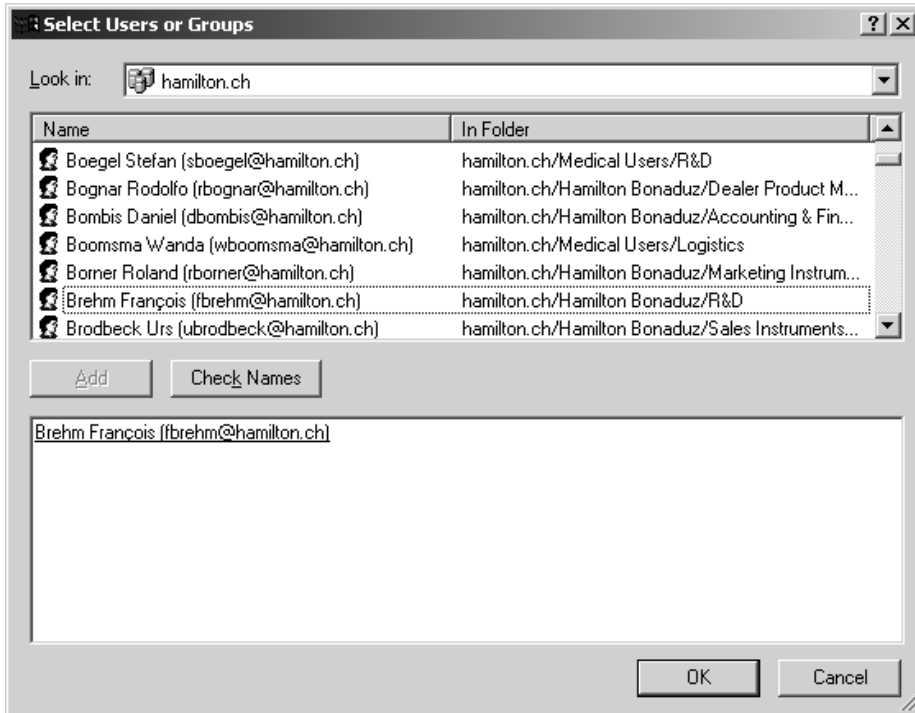 Select Users or Groups
Look in: hamilton.ch
Name In Folder
Boegel Stefan (sboegel@hamilton.ch) hamilton.ch/Medical Users/R&D
Bognar Rodolfo (rbognar@hamilton.ch) hamilton.ch/Hamilton Bonaduz/Dealer Product M...
Bombis Daniel (dbombis@hamilton.ch) hamilton.ch/Hamilton Bonaduz/Accounting & Fin...
Boomsma Wanda (wboomsma@hamilton.ch) hamilton.ch/Medical Users/Logistics
Borner Roland (rborner@hamilton.ch) hamilton.ch/Hamilton Bonaduz/Marketing Instrum...
Brehm François (fbrehm@hamilton.ch) hamilton.ch/Hamilton Bonaduz/R&D
Brodbeck Urs (ubrodbeck@hamilton.ch) hamilton.ch/Hamilton Bonaduz/Sales Instruments...
Add Check Names
Brehm François (fbrehm@hamilton.ch)
OK Cancel